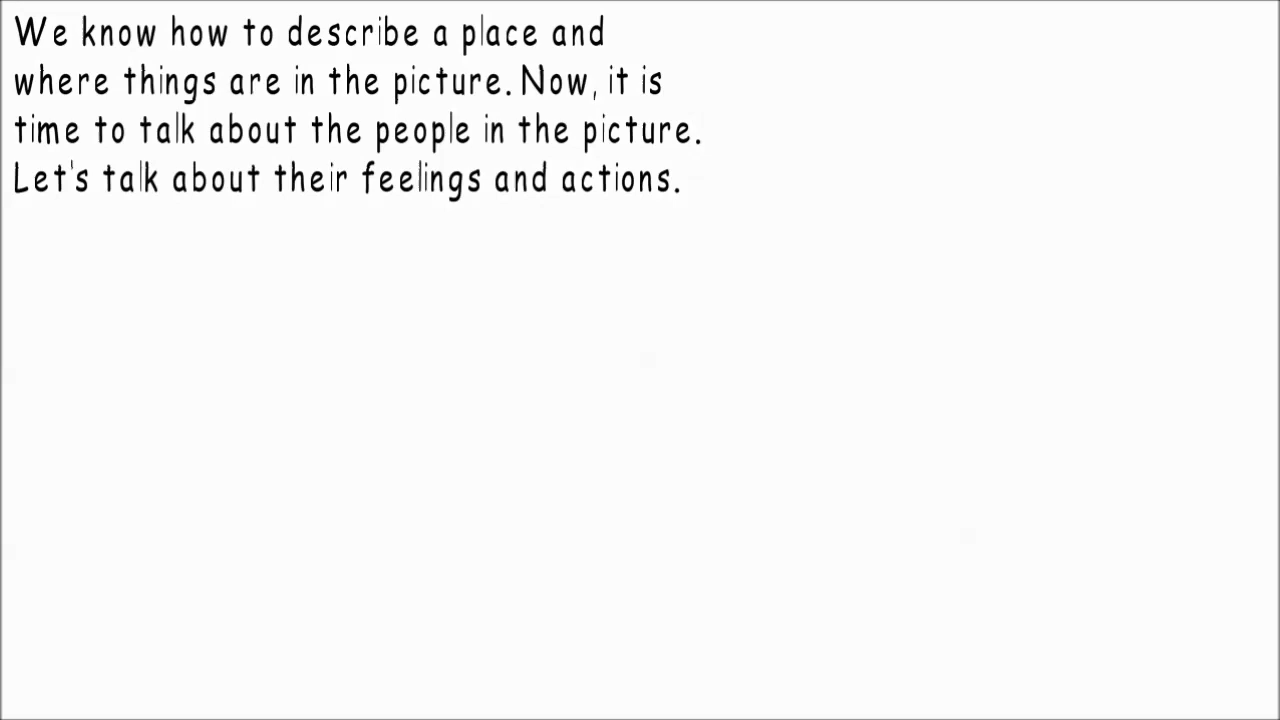 We know how to describe a place and
where things are in the picture. Now, it is
time to talk about the people in the picture.
Let's talk about their feelings and actions.